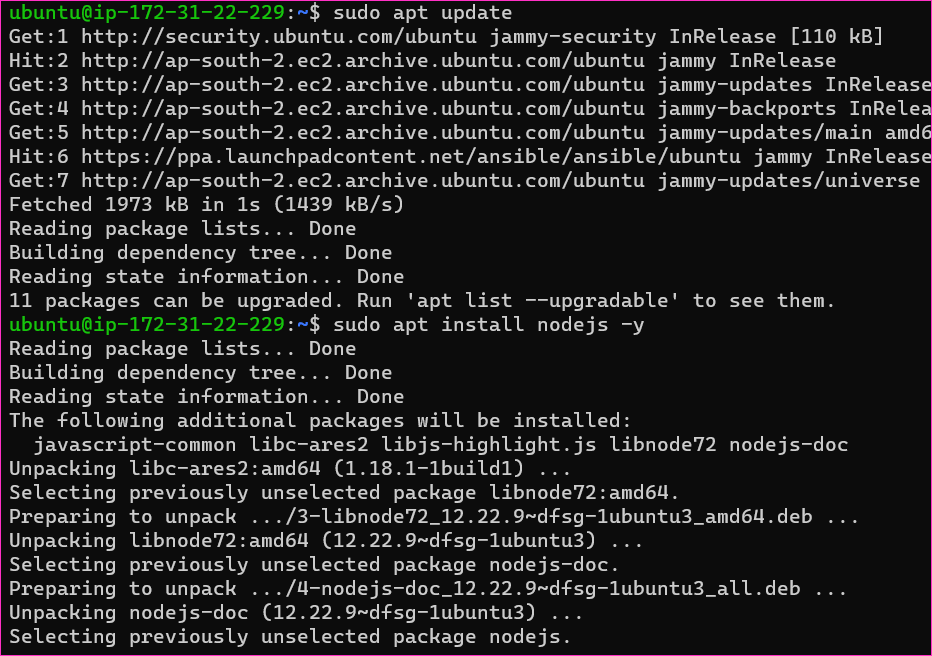 ubuntu@ip-172-31-22-229:~$ sudo apt update
Get:1 http://security.ubuntu.com/ubuntu jammy-security InRelease [110 kB]
Hit:2 http://ap-south-2.ec2.archive.ubuntu.com/ubuntu jammy InRelease
Get:3 http://ap-south-2.ec2.archive.ubuntu.com/ubuntu jammy-updates InRelease
Get:4 http://ap-south-2.ec2.archive.ubuntu.com/ubuntu jammy-backports InRelea
Get:5 http://ap-south-2.ec2.archive.ubuntu.com/ubuntu jammy-updates/main amd6
Hit:6 https://ppa.launchpadcontent.net/ansible/ansible/ubuntu jammy InRelease
Get:7 http://ap-south-2.ec2.archive.ubuntu.com/ubuntu jammy-updates/universe
Fetched 1973 kB in 1s (1439 kB/s)
Reading package lists... Done
Building dependency tree... Done
Reading state information... Done
11 packages can be upgraded. Run 'apt list --upgradable' to see them.
ubuntu@ip-172-31-22-229:~$ sudo apt install nodejs -y
Reading package lists... Done
Building dependency tree... Done
Reading state information... Done
The following additional packages will be installed:
  javascript-common libc-ares2 libjs-highlight.js libnode72 nodejs-doc
Unpacking libc-ares2:amd64 (1.18.1-1build1) ...
Selecting previously unselected package libnode72:amd64.
Preparing to unpack .../3-libnode72_12.22.9~dfsg-1ubuntu3_amd64.deb ...
Unpacking libnode72:amd64 (12.22.9~dfsg-1ubuntu3) ...
Selecting previously unselected package nodejs-doc.
Preparing to unpack .../4-nodejs-doc_12.22.9~dfsg-1ubuntu3_all.deb ...
Unpacking nodejs-doc (12.22.9~dfsg-1ubuntu3) ...
Selecting previously unselected package nodejs.